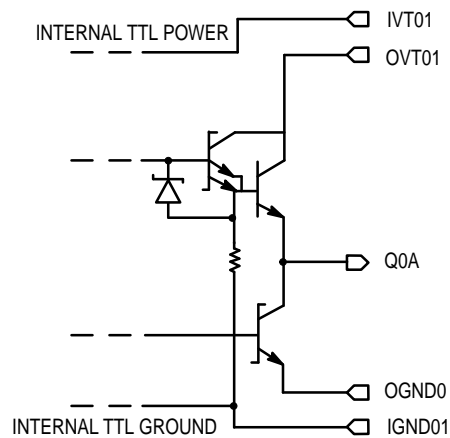 IVT01
INTERNAL TTL POWER
OVT01
Q0A
OGND0
INTERNAL TTL GROUND
IGND01